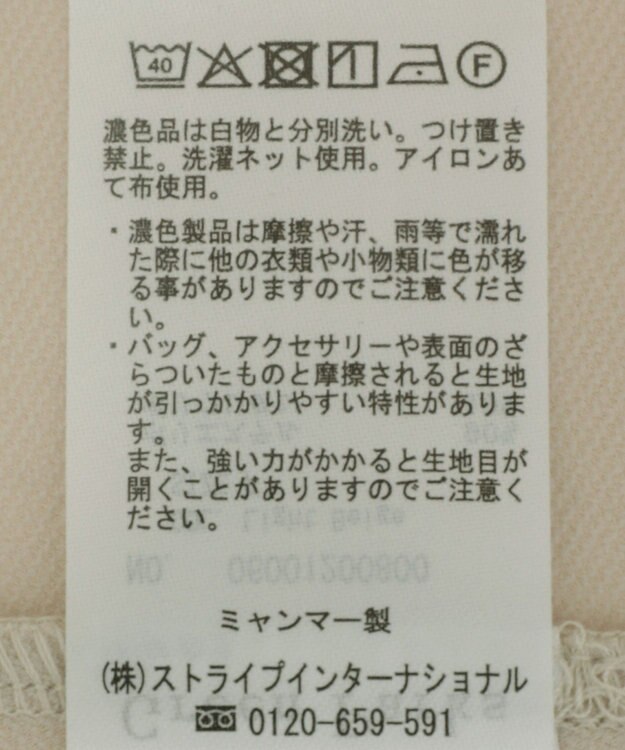 40 F
濃色品は白物と分別洗い。つけ置き
禁止。洗濯ネット使用。アイロンあ
て布使用。
・濃色製品は摩擦や汗、雨等で濡れ
た際に他の衣類や小物類に色が移
る事がありますのでご注意くださ
い。
・バッグ、アクセサリーや表面のざ
らついたものと摩擦されると生地
が引っかかりやすい特性がありま
す。
また、強い力がかかると生地目が
開くことがありますのでご注意く
ださい。
Light Beige
NO. 06001200800
ミャンマー製
(株)ストライプインターナショナル
0120-659-591